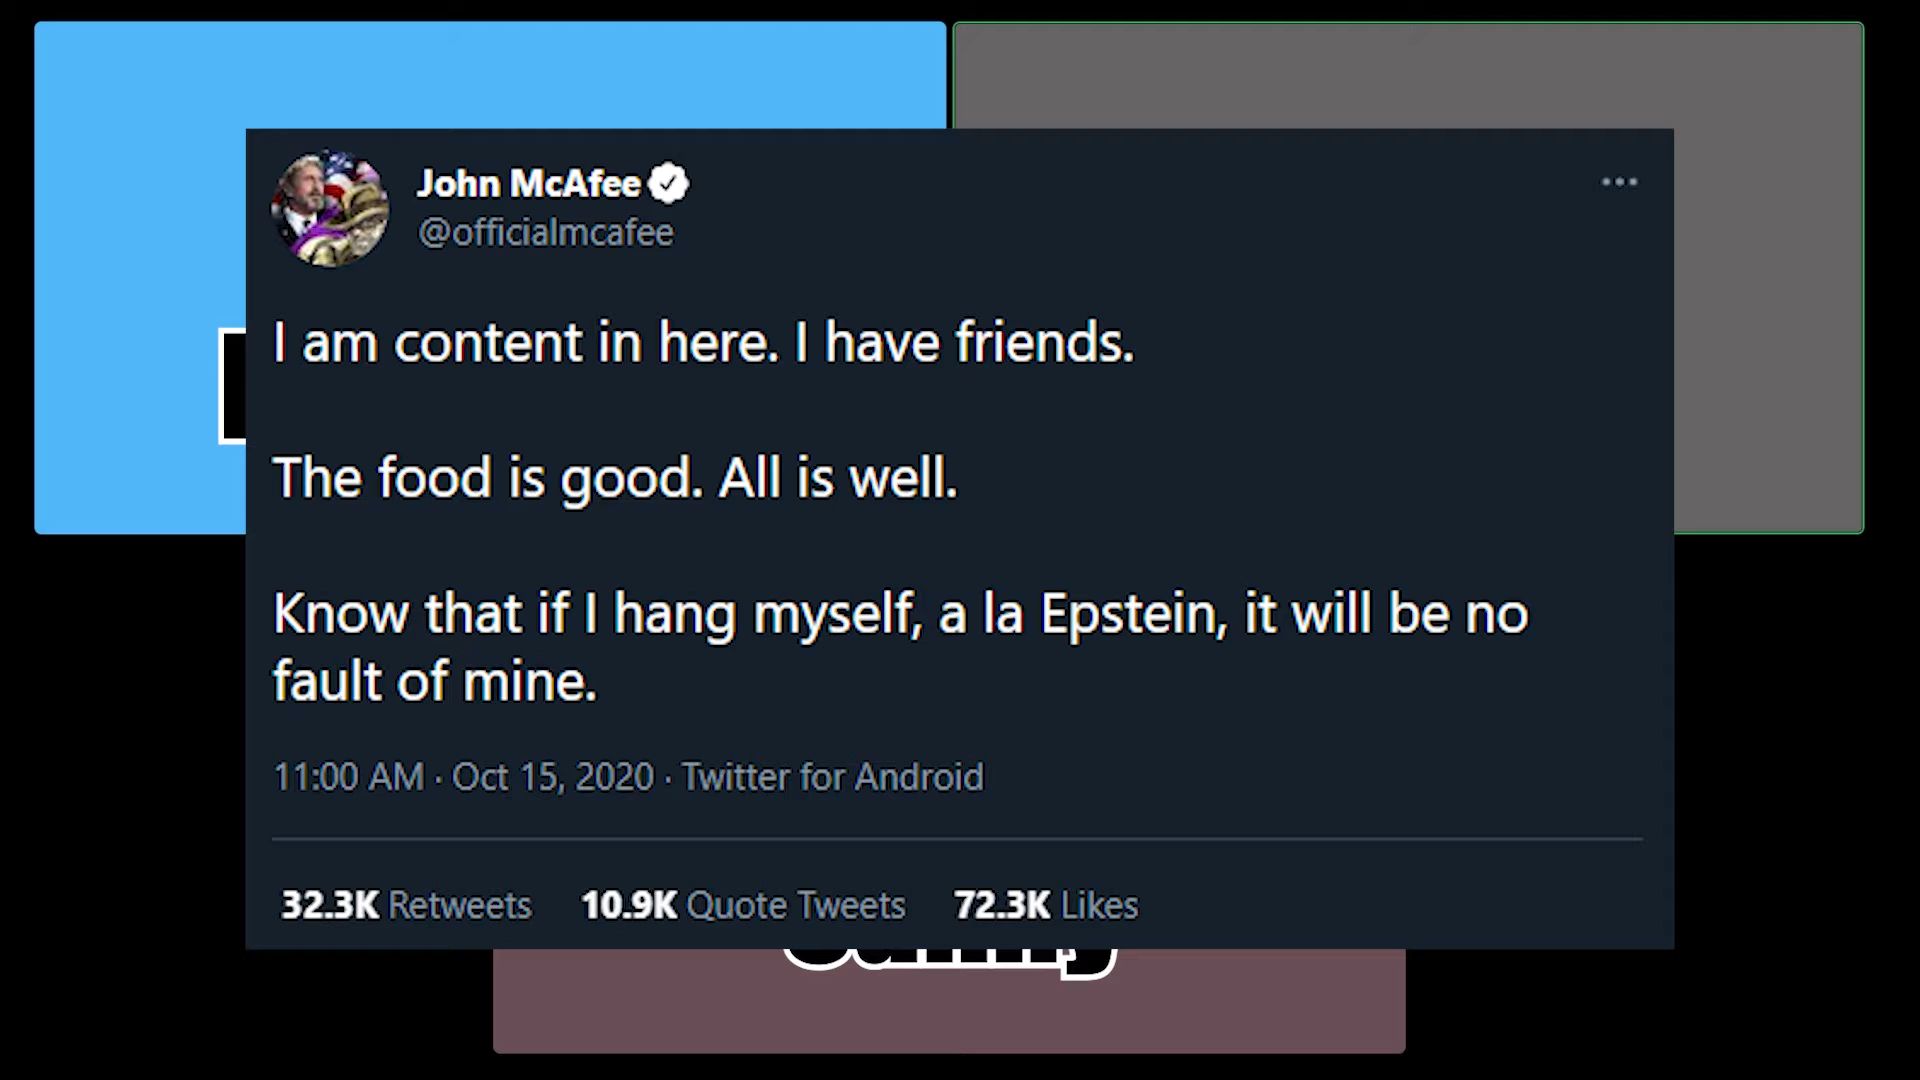 John McAfee
@officialmcafee
I am content in here. I have friends.
The food is good. All is well.
Know that if I hang myself, a la Epstein, it will be no
fault of mine.
11:00 AM · Oct 15, 2020 · Twitter for Android
32.3K Retweets 10.9K Quote Tweets 72.3K Likes